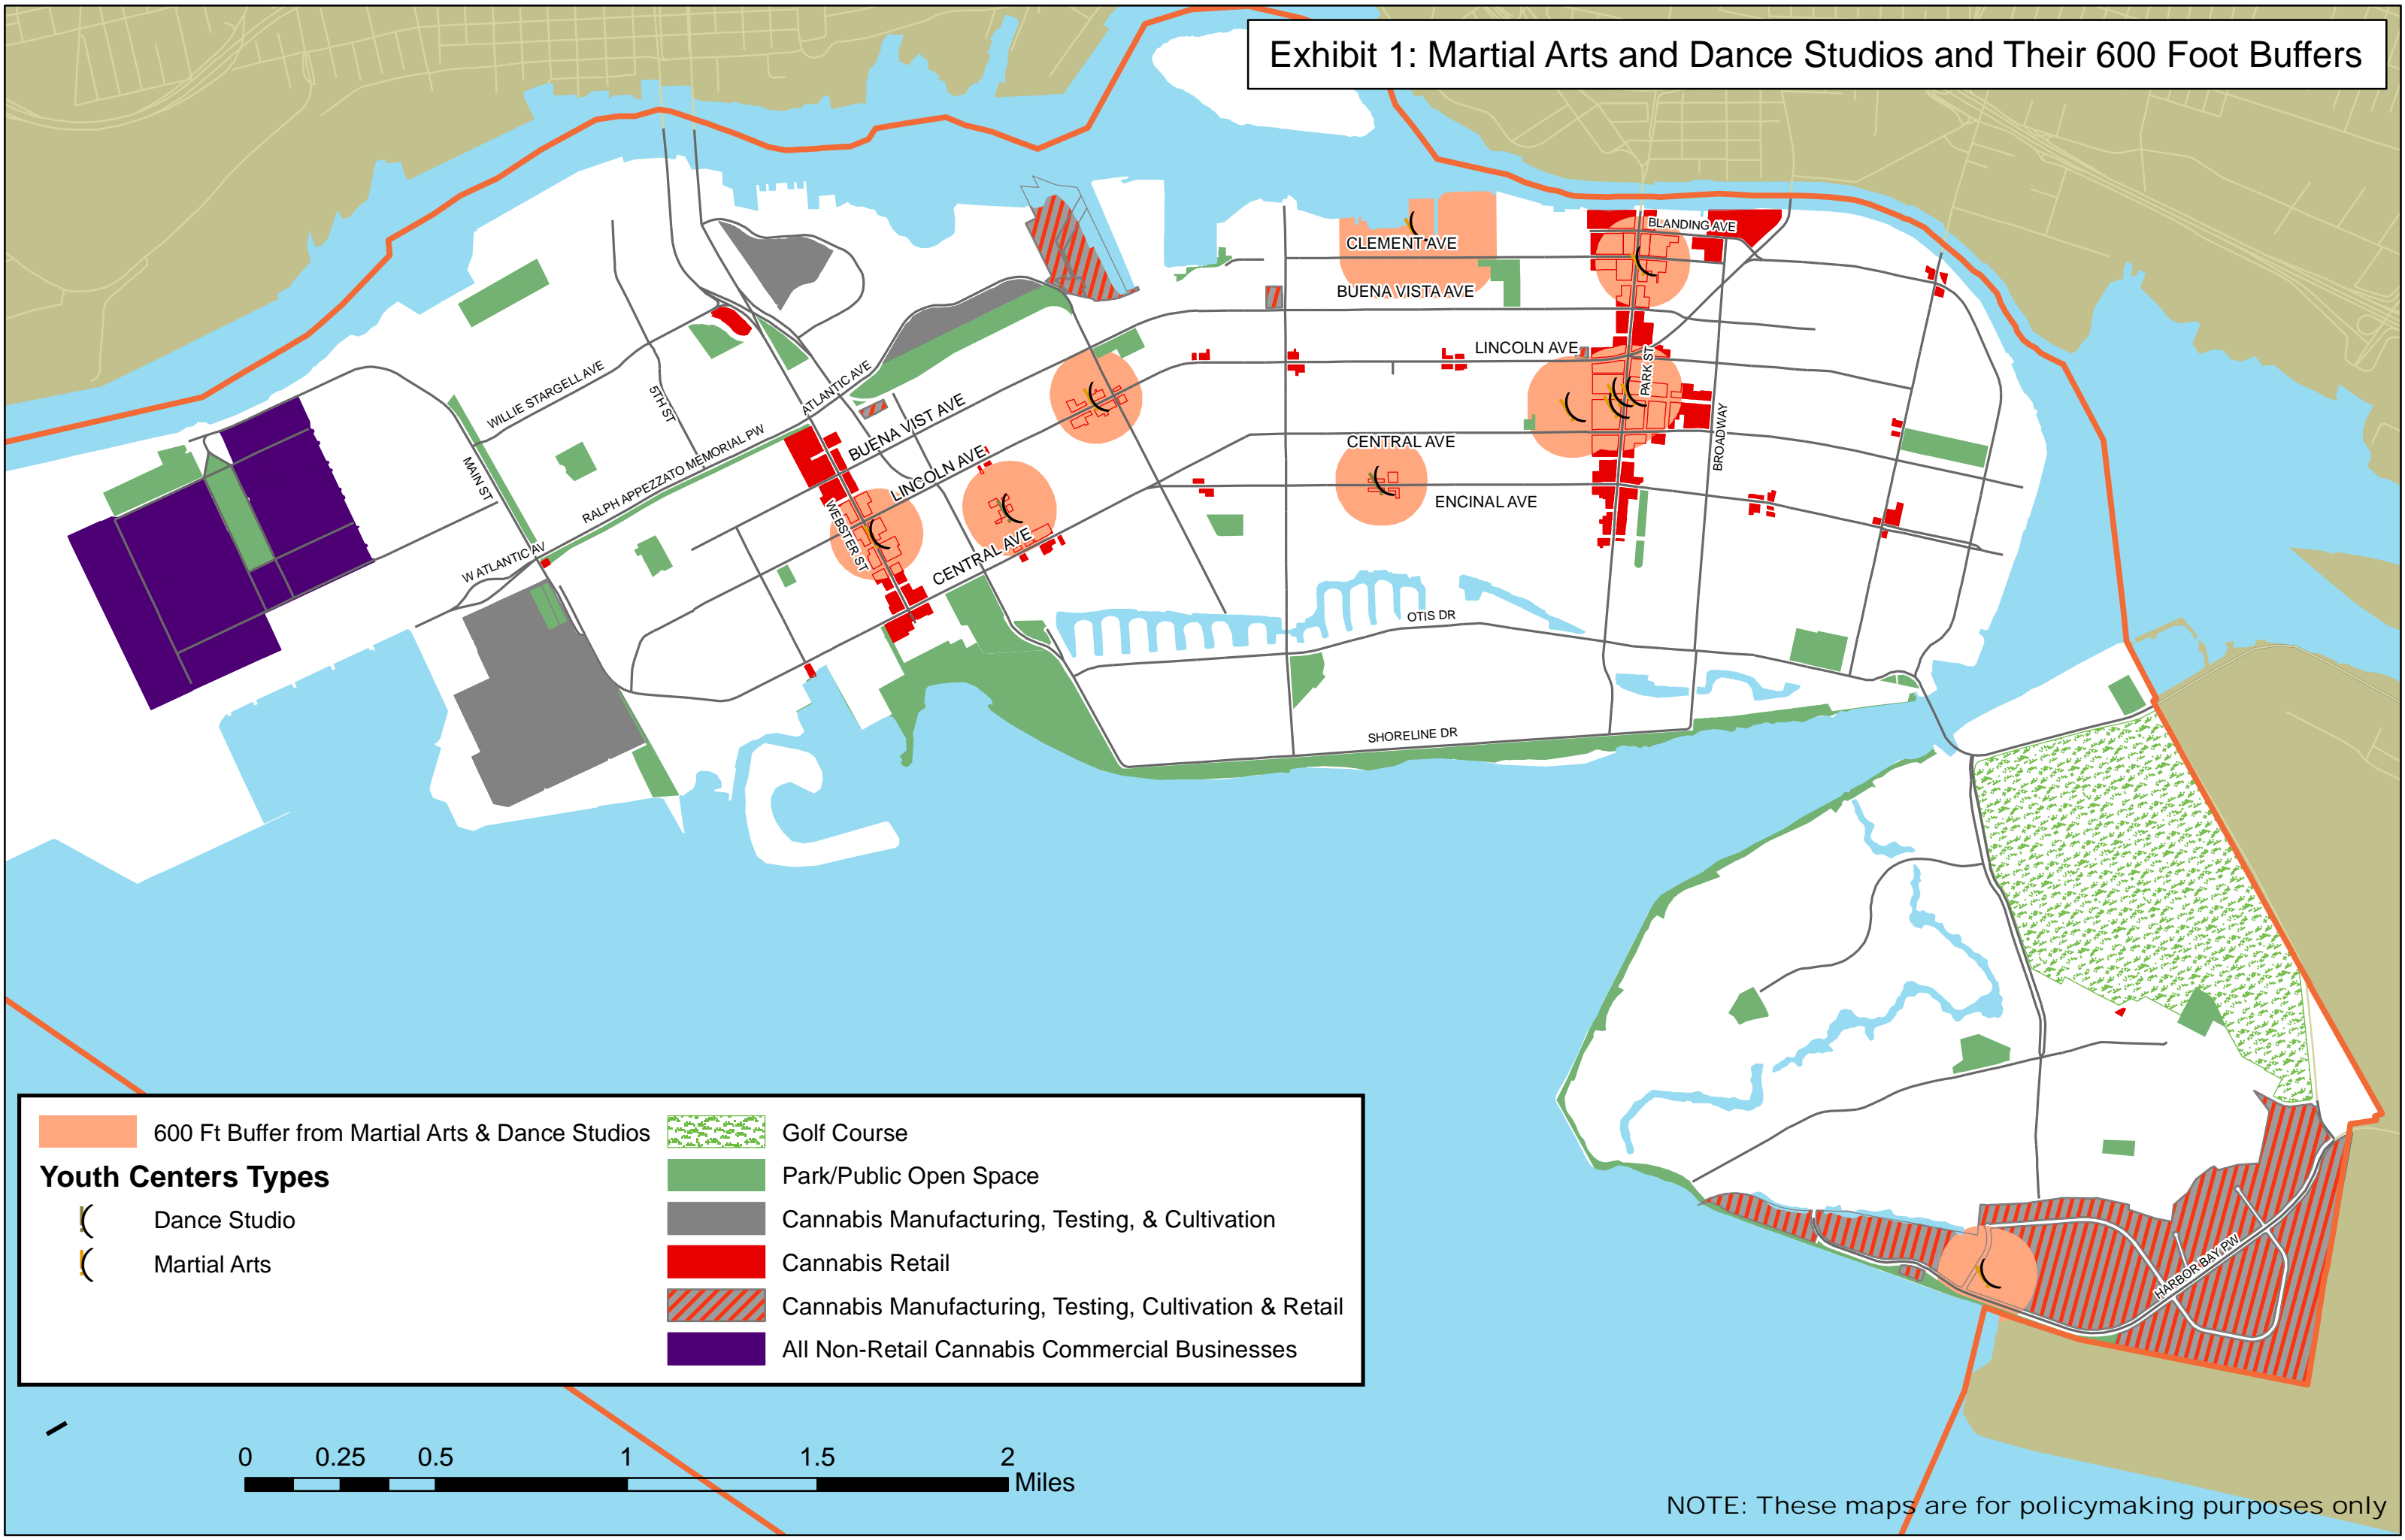 Exhibit 1: Martial Arts and Dance Studios and Their 600 Foot Buffers
BLANDING AVE
CLEMENT AVE
BUENA VISTA AVE
LINCOLN AVE
PARK ST
WILLIE STARGELL AVE
5TH ST
ATLANTIC AVE
BUENA VIST AVE
LINCOLN AVE
RALPH APPEZZATO MEMORIAL PW
MAIN ST
CENTRAL AVE
BROADWAY
ENCINAL AVE
WEBSTER ST
W ATLANTIC AV
CENTRAL AVE
OTIS DR
SHORELINE DR
HARBOR BAY PW
600 Ft Buffer from Martial Arts & Dance Studios
Youth Centers Types
Dance Studio
Martial Arts
Golf Course
Park/Public Open Space
Cannabis Manufacturing, Testing, & Cultivation
Cannabis Retail
Cannabis Manufacturing, Testing, Cultivation & Retail
All Non-Retail Cannabis Commercial Businesses
0 0.25 0.5 1 1.5 2
Miles
NOTE: These maps are for policymaking purposes only